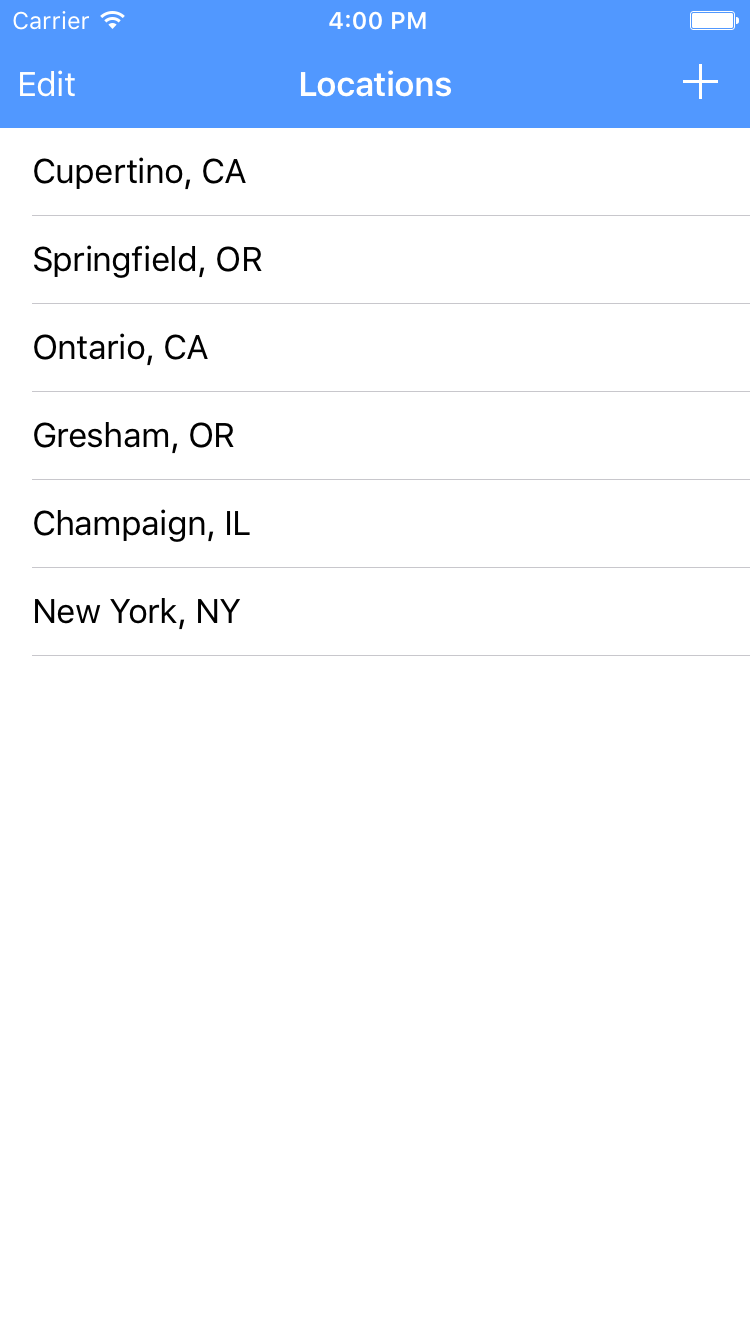 Carrier 4:00 PM
Edit Locations +
Cupertino, CA
Springfield, OR
Ontario, CA
Gresham, OR
Champaign, IL
New York, NY